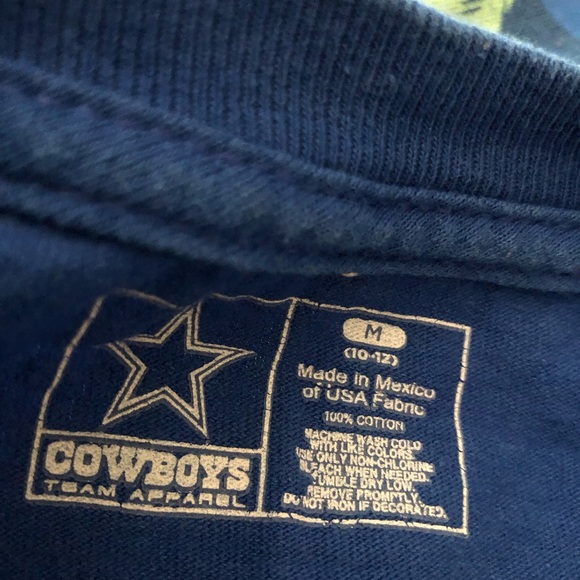 COWBOYS
TEAM APPAREL
M
(10-12)
Made in Mexico
of USA Fabric
100% COTTON
MACHINE WASH COLD
WITH LIKE COLORS.
USE ONLY NON-CHLORINE
BLEACH WHEN NEEDED.
TUMBLE DRY LOW.
REMOVE PROMPTLY.
DO NOT IRON IF DECORATED.